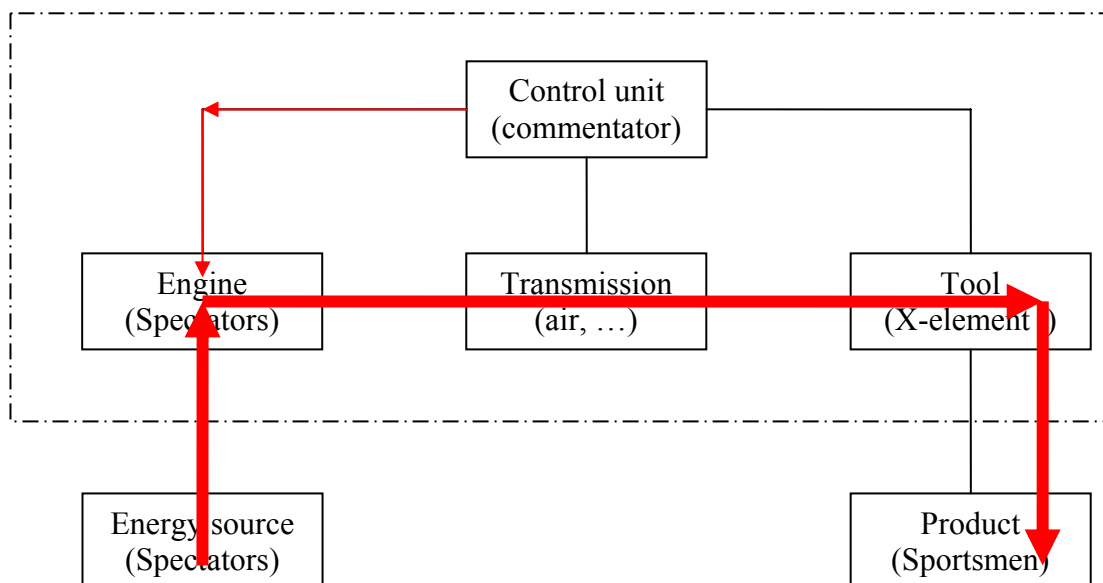 Control unit
(commentator)
Engine
(Spectators)
Transmission
(air, …)
Tool
(X-element )
Energy source
(Spectators)
Product
(Sportsmen)